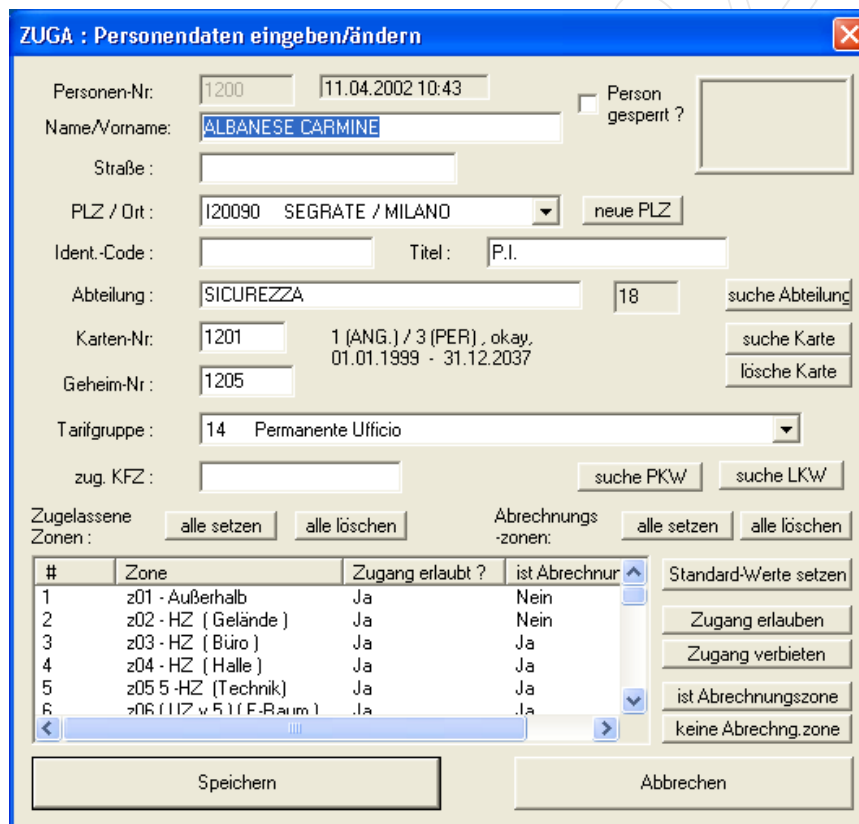 ZUGA : Personendaten eingeben/ändern
Personen-Nr: 1200 11.04.2002 10:43 Person gesperrt ?
Name/Vorname: ALBANESE CARMINE
Straße :
PLZ / Ort : I20090 SEGRATE / MILANO neue PLZ
Ident.-Code : Titel : P.I.
Abteilung : SICUREZZA 18 suche Abteilung
Karten-Nr: 1201 1 (ANG.) / 3 (PER) , okay, suche Karte
01.01.1999 - 31.12.2037 lösche Karte
Geheim-Nr : 1205
Tarifgruppe : 14 Permanente Ufficio
zug. KFZ : suche PKW suche LKW
Zugelassene Zonen : alle setzen alle löschen Abrechnungs -zonen: alle setzen alle löschen
# Zone Zugang erlaubt ? ist Abrechnur Standard-Werte setzen
1 z01 - Außerhalb Ja Nein
2 z02 - HZ ( Gelände ) Ja Nein Zugang erlauben
3 z03 - HZ ( Büro ) Ja Ja
4 z04 - HZ ( Halle ) Ja Ja Zugang verbieten
5 z05 5 -HZ (Technik) Ja Ja ist Abrechnungszone
6 Ja Ja
keine Abrechng.zone
Speichern Abbrechen